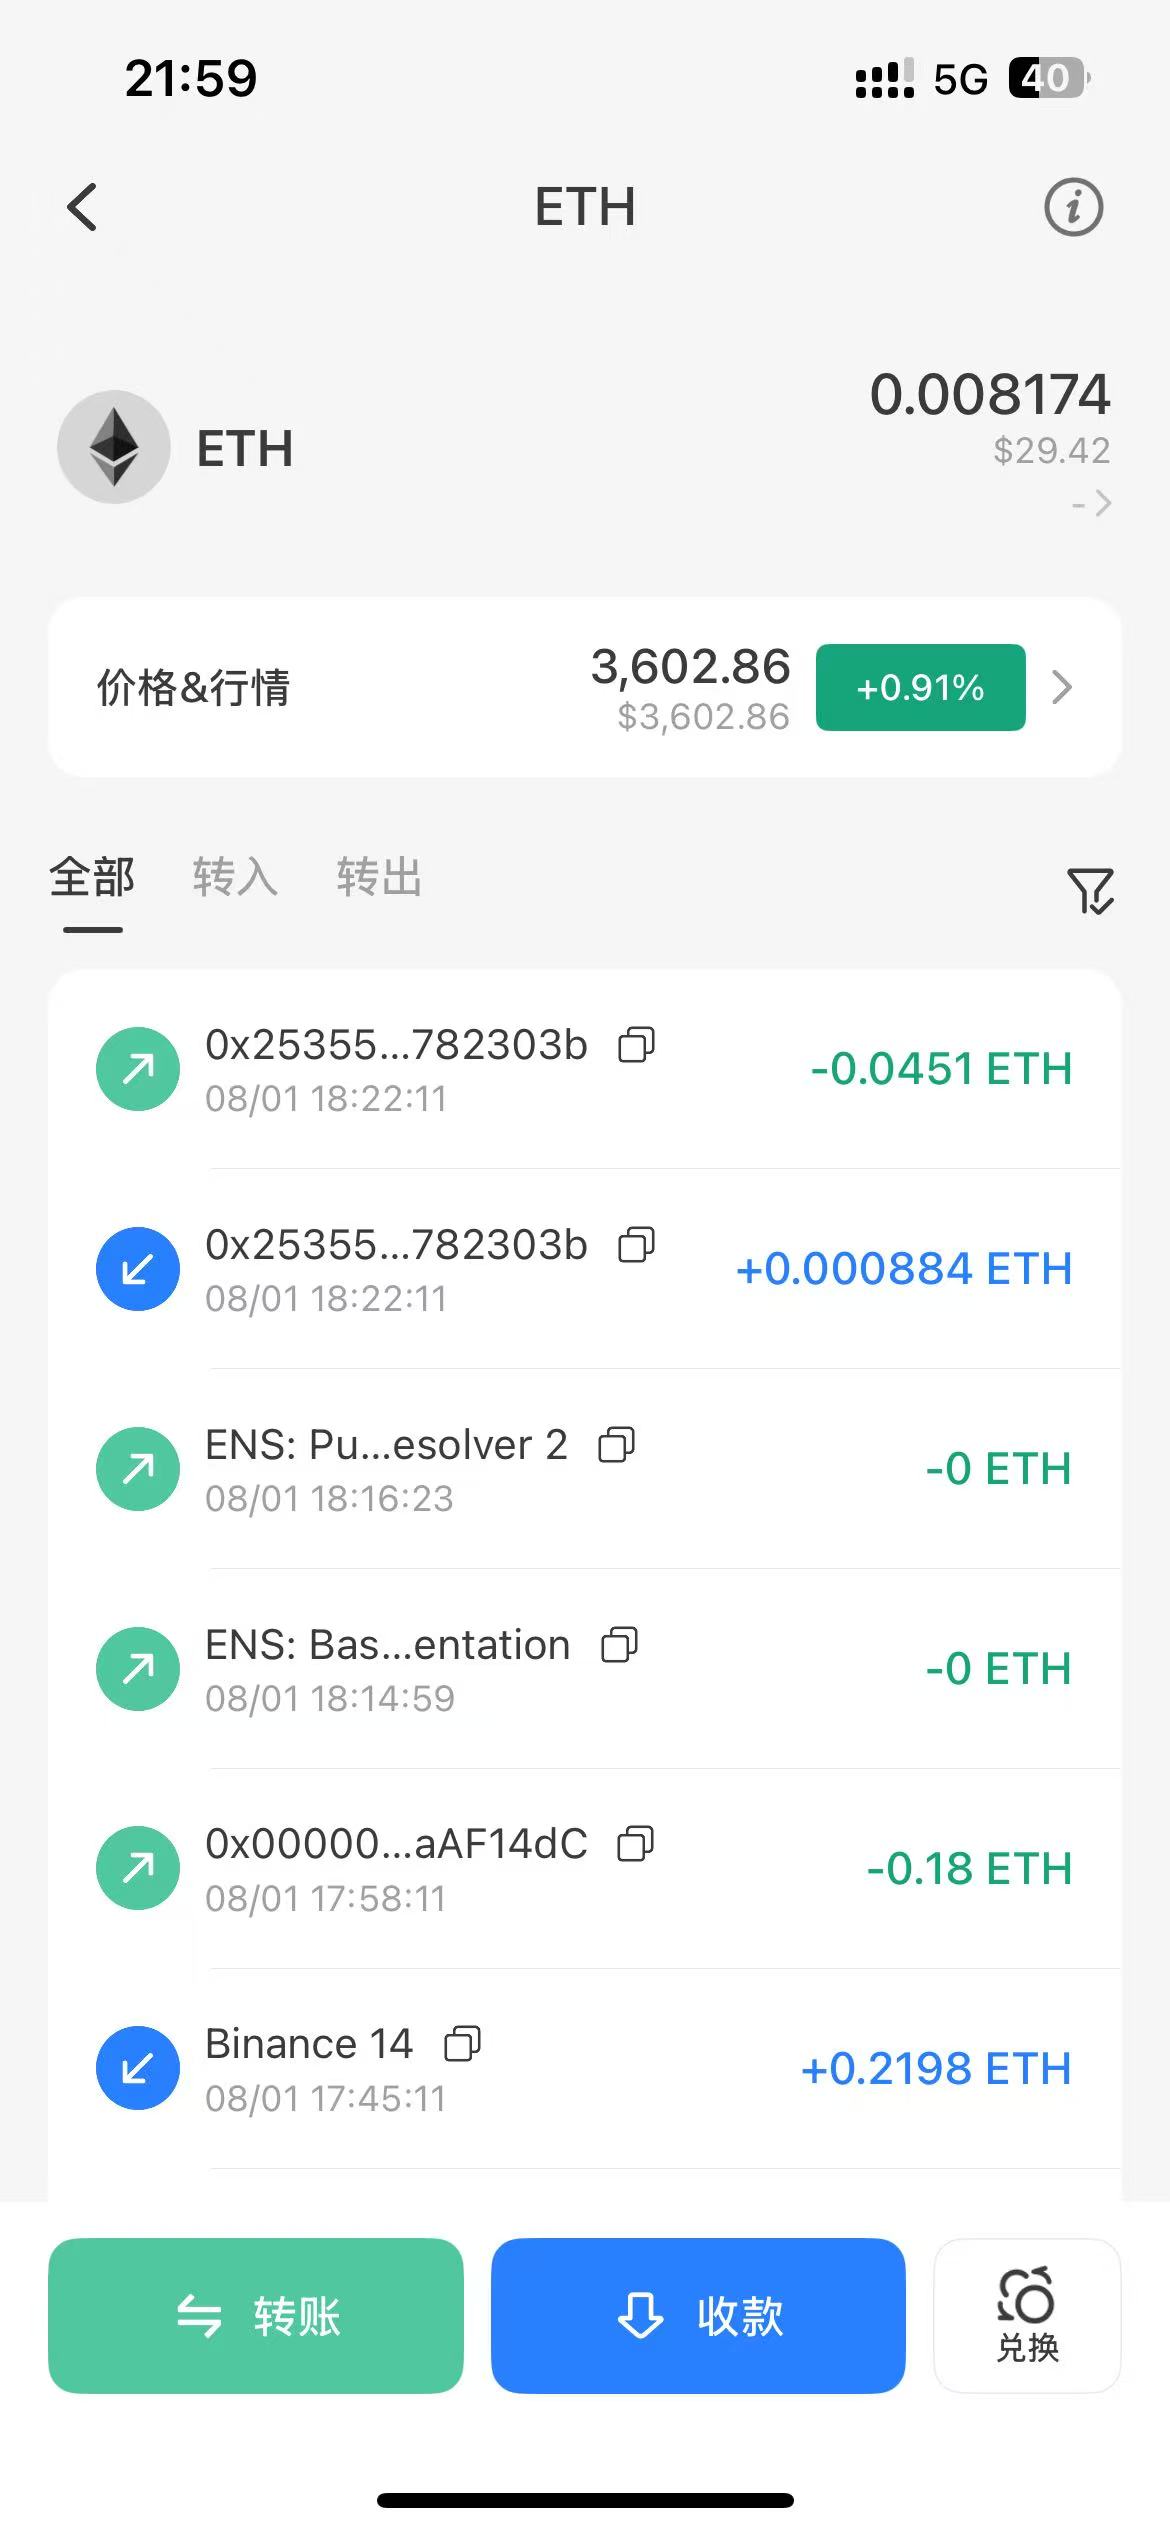 21:59
5G 40
ETH
ETH
0.008174
$29.42
->
价格&行情
3,602.86
$3,602.86
+0.91%
全部 转入 转出
0x25355...782303b
08/01 18:22:11
-0.0451 ETH
0x25355...782303b
08/01 18:22:11
+0.000884 ETH
ENS: Pu...esolver 2
08/01 18:16:23
-0 ETH
ENS: Bas...entation
08/01 18:14:59
-0 ETH
0x00000...aAF14dC
08/01 17:58:11
-0.18 ETH
Binance 14
08/01 17:45:11
+0.2198 ETH
转账
收款
兑换